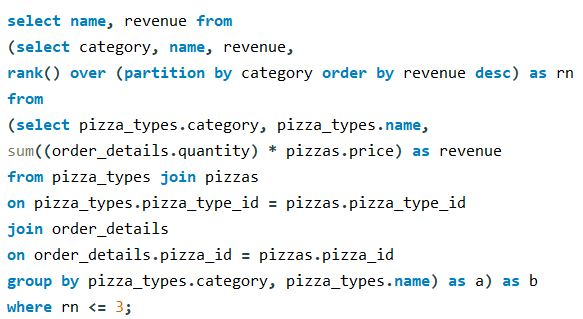 select name, revenue from
(select category, name, revenue,
rank() over (partition by category order by revenue desc) as rn
from
(select pizza_types.category, pizza_types.name,
sum((order_details.quantity) * pizzas.price) as revenue
from pizza_types join pizzas
on pizza_types.pizza_type_id = pizzas.pizza_type_id
join order_details
on order_details.pizza_id = pizzas.pizza_id
group by pizza_types.category, pizza_types.name) as a) as b
where rn <= 3;